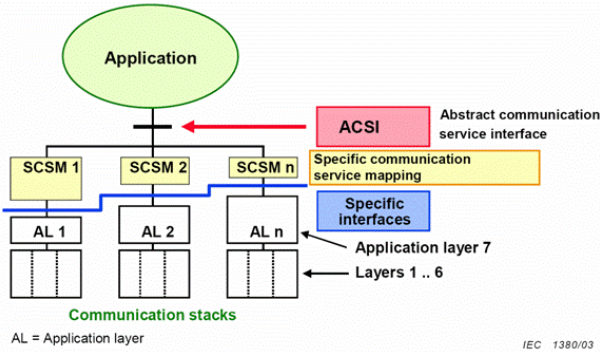 Application
ACSI
Abstract communication
service interface
SCSM 1
SCSM 2
SCSM n
Specific communication
service mapping
Specific
interfaces
AL 1
AL 2
AL n
Application layer 7
Layers 1 .. 6
Communication stacks
AL = Application layer
IEC 1380/03